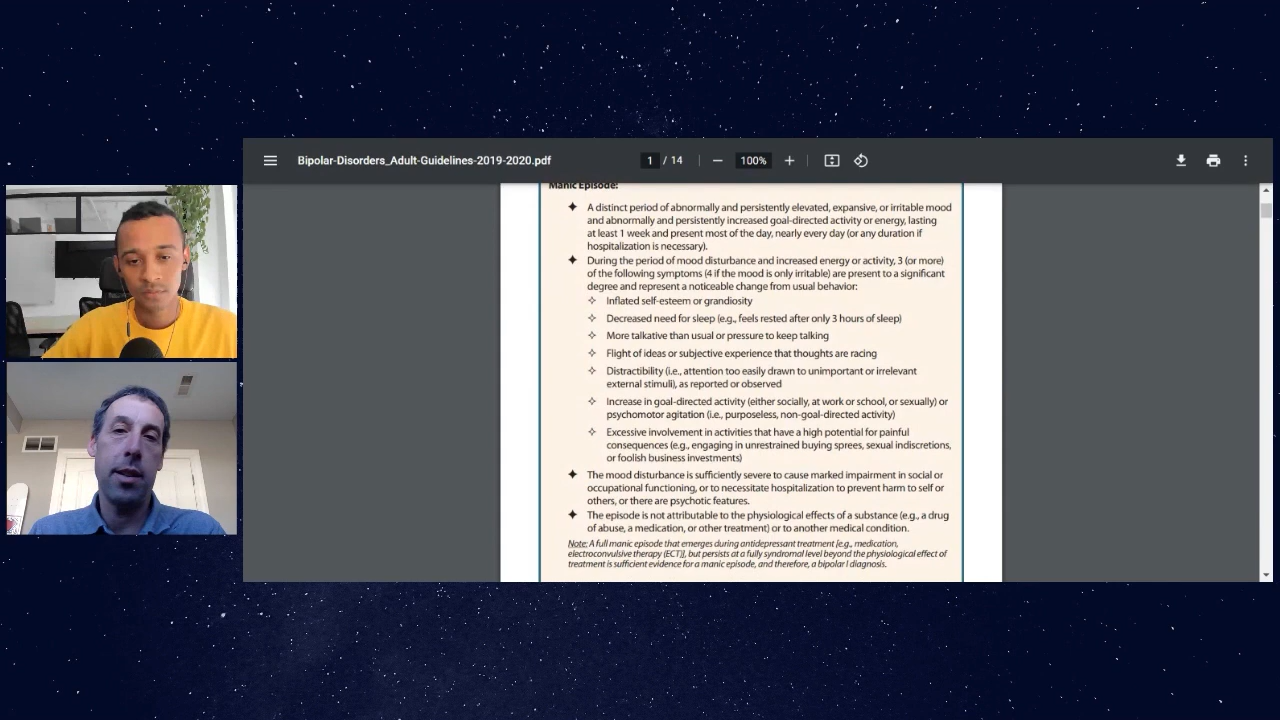 Bipolar-Disorders_Adult-Guidelines-2019-2020.pdf
1 / 14
100%
Manic Episode:
A distinct period of abnormally and persistently elevated, expansive, or irritable mood
and abnormally and persistently increased goal-directed activity or energy, lasting
at least 1 week and present most of the day, nearly every day (or any duration if
hospitalization is necessary).
During the period of mood disturbance and increased energy or activity, 3 (or more)
of the following symptoms (4 if the mood is only irritable) are present to a significant
degree and represent a noticeable change from usual behavior:
Inflated self-esteem or grandiosity
Decreased need for sleep (e.g., feels rested after only 3 hours of sleep)
More talkative than usual or pressure to keep talking
Flight of ideas or subjective experience that thoughts are racing
Distractibility (i.e., attention too easily drawn to unimportant or irrelevant
external stimuli), as reported or observed
Increase in goal-directed activity (either socially, at work or school, or sexually) or
psychomotor agitation (i.e., purposeless, non-goal-directed activity)
Excessive involvement in activities that have a high potential for painful
consequences (e.g., engaging in unrestrained buying sprees, sexual indiscretions,
or foolish business investments)
The mood disturbance is sufficiently severe to cause marked impairment in social or
occupational functioning, or to necessitate hospitalization to prevent harm to self or
others, or there are psychotic features.
The episode is not attributable to the physiological effects of a substance (e.g., a drug
of abuse, a medication, or other treatment) or to another medical condition.
Note: A full manic episode that emerges during antidepressant treatment [e.g., medication,
electroconvulsive therapy (ECT)], but persists at a fully syndromal level beyond the physiological effect of
treatment is sufficient evidence for a manic episode, and therefore, a bipolar I diagnosis.